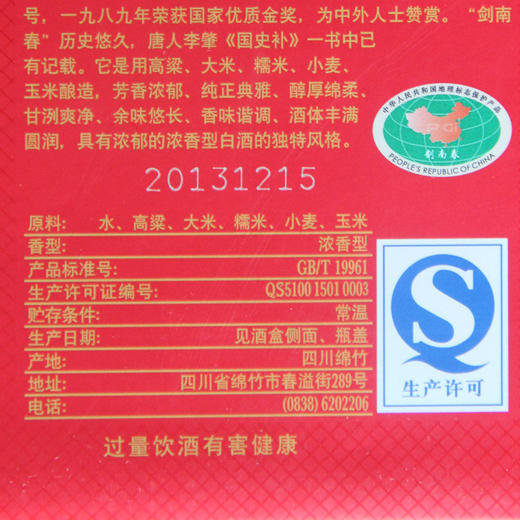 号，一九八九年荣获国家优质金奖，为中外人士赞赏。“剑南
春”历史悠久，唐人李肇《国史补》一书中已
有记载。它是用高粱、大米、糯米、小麦、
玉米酿造，芳香浓郁、纯正典雅、醇厚绵柔、
甘洌爽净、余味悠长、香味谐调、酒体丰满
圆润，具有浓郁的浓香型白酒的独特风格。
中华人民共和国地理标志保护产品
PGI
剑南春
PEOPLE'S REPUBLIC OF CHINA
20131215
原料： 水、高粱、大米、糯米、小麦、玉米
香型： 浓香型
产品标准号： GB/T 19961
生产许可证编号： QS5100 1501 0003
贮存条件： 常温
生产日期： 见酒盒侧面、瓶盖
产地： 四川绵竹
地址： 四川省绵竹市春溢街289号
电话： (0838) 6202206
生产许可
过量饮酒有害健康